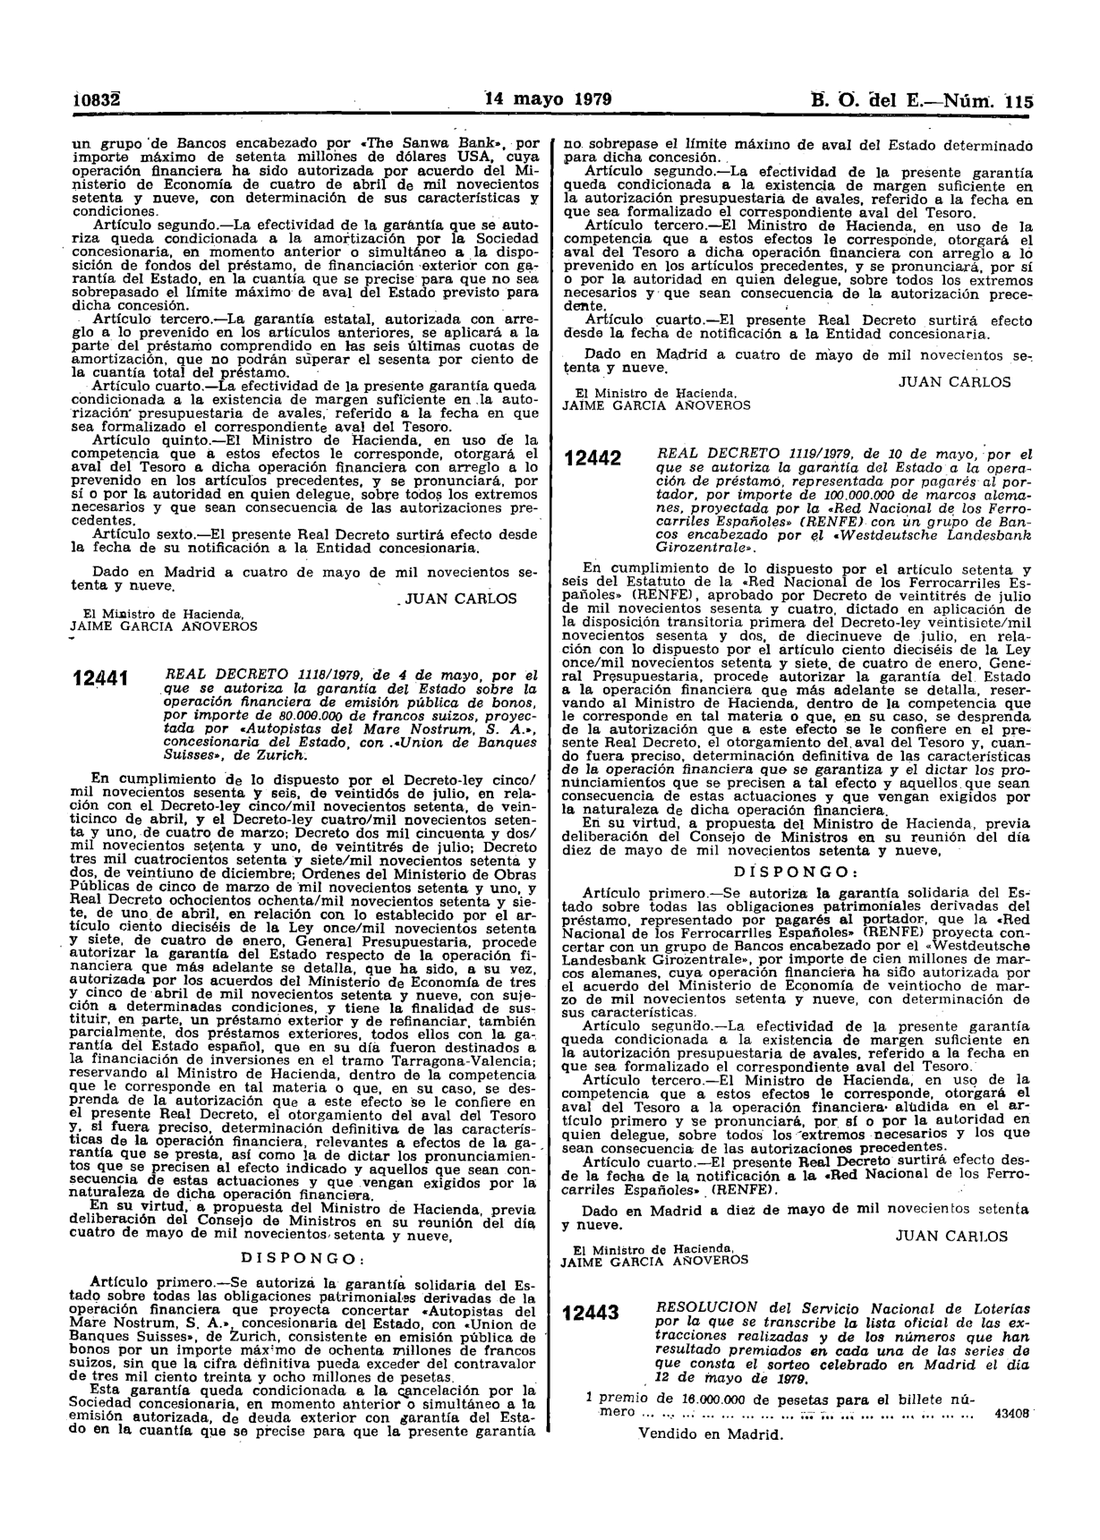 10832
14 mayo 1979
B. O. del E.—Núm. 115
un grupo de Bancos encabezado por «The Sanwa Bank», por
importe máximo de setenta millones de dólares USA, cuya
operación financiera ha sido autorizada por acuerdo del Mi-
nisterio de Economía de cuatro de abril de mil novecientos
setenta y nueve, con determinación de sus características y
condiciones.
Artículo segundo.—La efectividad de la garantía que se auto-
riza queda condicionada a la amortización por la Sociedad
concesionaria, en momento anterior o simultáneo a la dispo-
sición de fondos del préstamo, de financiación exterior con ga-
rantía del Estado, en la cuantía que se precise para que no sea
sobrepasado el límite máximo de aval del Estado previsto para
dicha concesión.
Artículo tercero.—La garantía estatal, autorizada con arre-
glo a lo prevenido en los artículos anteriores, se aplicará a la
parte del préstamo comprendido en las seis últimas cuotas de
amortización, que no podrán superar el sesenta por ciento de
la cuantía total del préstamo.
Artículo cuarto.—La efectividad de la presente garantía queda
condicionada a la existencia de margen suficiente en la auto-
rización presupuestaria de avales, referido a la fecha en que
sea formalizado el correspondiente aval del Tesoro.
Artículo quinto.—El Ministro de Hacienda, en uso de la
competencia que a estos efectos le corresponde, otorgará el
aval del Tesoro a dicha operación financiera con arreglo a lo
prevenido en los artículos precedentes, y se pronunciará, por
sí o por la autoridad en quien delegue, sobre todos los extremos
necesarios y que sean consecuencia de las autorizaciones pre-
cedentes.
Artículo sexto.—El presente Real Decreto surtirá efecto desde
la fecha de su notificación a la Entidad concesionaria.
Dado en Madrid a cuatro de mayo de mil novecientos se-
tenta y nueve.
JUAN CARLOS
El Ministro de Hacienda,
JAIME GARCIA AÑOVEROS
12441
REAL DECRETO 1118/1979, de 4 de mayo, por el
que se autoriza la garantía del Estado sobre la
operación financiera de emisión pública de bonos,
por importe de 80.000.000 de francos suizos, proyec-
tada por «Autopistas del Mare Nostrum, S. A.»,
concesionaria del Estado, con «Union de Banques
Suisses», de Zurich.
En cumplimiento de lo dispuesto por el Decreto-ley cinco/
mil novecientos sesenta y seis, de veintidós de julio, en rela-
ción con el Decreto-ley cinco/mil novecientos setenta, de vein-
ticinco de abril, y el Decreto-ley cuatro/mil novecientos seten-
ta y uno, de cuatro de marzo; Decreto dos mil cincuenta y dos/
mil novecientos setenta y uno, de veintitrés de julio; Decreto
tres mil cuatrocientos setenta y siete/mil novecientos setenta y
dos, de veintiuno de diciembre; Ordenes del Ministerio de Obras
Públicas de cinco de marzo de mil novecientos setenta y uno, y
Real Decreto ochocientos ochenta/mil novecientos setenta y sie-
te, de uno de abril, en relación con lo establecido por el ar-
tículo ciento dieciséis de la Ley once/mil novecientos setenta
y siete, de cuatro de enero, General Presupuestaria, procede
autorizar la garantía del Estado respecto de la operación fi-
nanciera que más adelante se detalla, que ha sido, a su vez,
autorizada por los acuerdos del Ministerio de Economía de tres
y cinco de abril de mil novecientos setenta y nueve, con suje-
ción a determinadas condiciones, y tiene la finalidad de sus-
tituir, en parte, un préstamo exterior y de refinanciar, también
parcialmente, dos préstamos exteriores, todos ellos con la ga-
rantía del Estado español, que en su día fueron destinados a
la financiación de inversiones en el tramo Tarragona-Valencia;
reservando al Ministro de Hacienda, dentro de la competencia
que le corresponde en tal materia o que, en su caso, se des-
prenda de la autorización que a este efecto se le confiere en
el presente Real Decreto, el otorgamiento del aval del Tesoro
y, si fuera preciso, determinación definitiva de las caracterís-
ticas de la operación financiera, relevantes a efectos de la ga-
rantía que se presta, así como la de dictar los pronunciamien-
tos que se precisen al efecto indicado y aquellos que sean con-
secuencia de estas actuaciones y que vengan exigidos por la
naturaleza de dicha operación financiera.
En su virtud, a propuesta del Ministro de Hacienda, previa
deliberación del Consejo de Ministros en su reunión del día
cuatro de mayo de mil novecientos setenta y nueve,
DISPONGO:
Artículo primero.—Se autoriza la garantía solidaria del Es-
tado sobre todas las obligaciones patrimoniales derivadas de la
operación financiera que proyecta concertar «Autopistas del
Mare Nostrum, S. A.», concesionaria del Estado, con «Union de
Banques Suisses», de Zurich, consistente en emisión pública de
bonos por un importe máximo de ochenta millones de francos
suizos, sin que la cifra definitiva pueda exceder del contravalor
de tres mil ciento treinta y ocho millones de pesetas.
Esta garantía queda condicionada a la cancelación por la
Sociedad concesionaria, en momento anterior o simultáneo a la
emisión autorizada, de deuda exterior con garantía del Esta-
do en la cuantía que se precise para que la presente garantía
no sobrepase el límite máximo de aval del Estado determinado
para dicha concesión.
Artículo segundo.—La efectividad de la presente garantía
queda condicionada a la existencia de margen suficiente en
la autorización presupuestaria de avales, referido a la fecha en
que sea formalizado el correspondiente aval del Tesoro.
Artículo tercero.—El Ministro de Hacienda, en uso de la
competencia que a estos efectos le corresponde, otorgará el
aval del Tesoro a dicha operación financiera con arreglo a lo
prevenido en los artículos precedentes, y se pronunciará, por sí
o por la autoridad en quien delegue, sobre todos los extremos
necesarios y que sean consecuencia de la autorización prece-
dente.
Artículo cuarto.—El presente Real Decreto surtirá efecto
desde la fecha de notificación a la Entidad concesionaria.
Dado en Madrid a cuatro de mayo de mil novecientos se-
tenta y nueve.
JUAN CARLOS
El Ministro de Hacienda,
JAIME GARCIA AÑOVEROS
12442
REAL DECRETO 1119/1979, de 10 de mayo, por el
que se autoriza la garantía del Estado a la opera-
ción de préstamo, representada por pagarés al por-
tador, por importe de 100.000.000 de marcos alema-
nes, proyectada por la «Red Nacional de los Ferro-
carriles Españoles» (RENFE) con un grupo de Ban-
cos encabezado por el «Westdeutsche Landesbank
Girozentrale».
En cumplimiento de lo dispuesto por el artículo setenta y
seis del Estatuto de la «Red Nacional de los Ferrocarriles Es-
pañoles» (RENFE), aprobado por Decreto de veintitrés de julio
de mil novecientos sesenta y cuatro, dictado en aplicación de
la disposición transitoria primera del Decreto-ley veintisiete/mil
novecientos sesenta y dos, de diecinueve de julio, en rela-
ción con lo dispuesto por el artículo ciento dieciséis de la Ley
once/mil novecientos setenta y siete, de cuatro de enero, Gene-
ral Presupuestaria, procede autorizar la garantía del Estado
a la operación financiera que más adelante se detalla, reser-
vando al Ministro de Hacienda, dentro de la competencia que
le corresponde en tal materia o que, en su caso, se desprenda
de la autorización que a este efecto se le confiere en el pre-
sente Real Decreto, el otorgamiento del aval del Tesoro y, cuan-
do fuera preciso, determinación definitiva de las características
de la operación financiera que se garantiza y el dictar los pro-
nunciamientos que se precisen a tal efecto y aquellos que sean
consecuencia de estas actuaciones y que vengan exigidos por
la naturaleza de dicha operación financiera.
En su virtud, a propuesta del Ministro de Hacienda, previa
deliberación del Consejo de Ministros en su reunión del día
diez de mayo de mil novecientos setenta y nueve,
DISPONGO:
Artículo primero.—Se autoriza la garantía solidaria del Es-
tado sobre todas las obligaciones patrimoniales derivadas del
préstamo, representado por pagarés al portador, que la «Red
Nacional de los Ferrocarriles Españoles» (RENFE) proyecta con-
certar con un grupo de Bancos encabezado por el «Westdeutsche
Landesbank Girozentrale», por importe de cien millones de mar-
cos alemanes, cuya operación financiera ha sido autorizada por
el acuerdo del Ministerio de Economía de veintiocho de mar-
zo de mil novecientos setenta y nueve, con determinación de
sus características.
Artículo segundo.—La efectividad de la presente garantía
queda condicionada a la existencia de margen suficiente en
la autorización presupuestaria de avales, referido a la fecha en
que sea formalizado el correspondiente aval del Tesoro.
Artículo tercero.—El Ministro de Hacienda, en uso de la
competencia que a estos efectos le corresponde, otorgará el
aval del Tesoro a la operación financiera aludida en el ar-
tículo primero y se pronunciará, por sí o por la autoridad en
quien delegue, sobre todos los extremos necesarios y los que
sean consecuencia de las autorizaciones precedentes.
Artículo cuarto.—El presente Real Decreto surtirá efecto des-
de la fecha de la notificación a la «Red Nacional de los Ferro-
carriles Españoles» (RENFE).
Dado en Madrid a diez de mayo de mil novecientos setenta
y nueve.
JUAN CARLOS
El Ministro de Hacienda,
JAIME GARCIA AÑOVEROS
12443
RESOLUCION del Servicio Nacional de Loterías
por la que se transcribe la lista oficial de las ex-
tracciones realizadas y de los números que han
resultado premiados en cada una de las series de
que consta el sorteo celebrado en Madrid el día
12 de mayo de 1979.
1 premio de 16.000.000 de pesetas para el billete nú-
mero ... ... ... ... ... ... ... ... ... ... ... ... ... ... ... ... 43408
Vendido en Madrid.